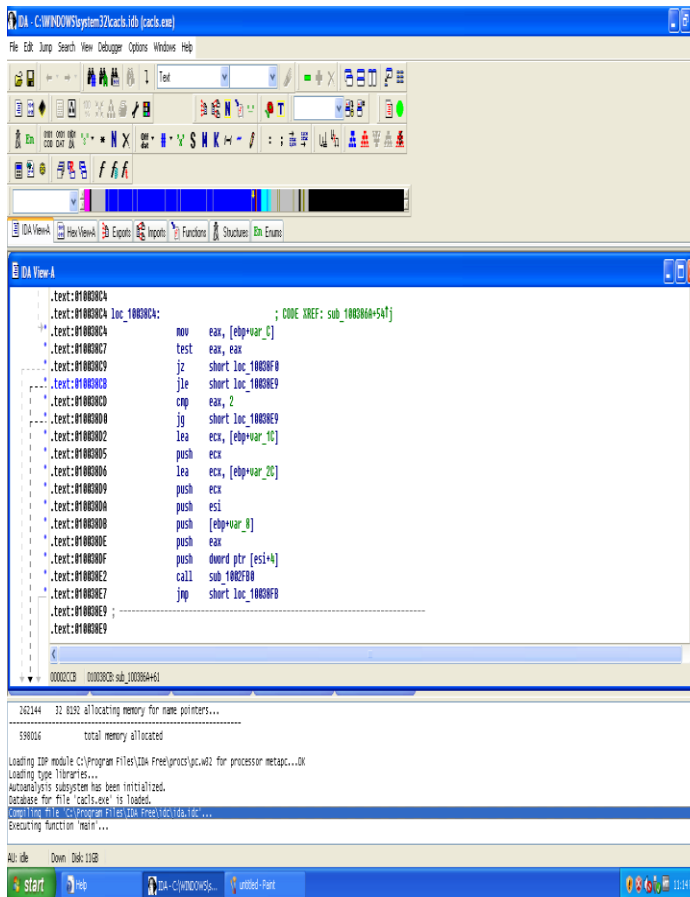 IDA - C:\WINDOWS\system32\cacls.idb (cacls.exe)
File Edit Jump Search View Debugger Options Windows Help
Text
IDA View-A Hex View-A Exports Imports Functions Structures En Enums
IDA View-A
.text:010038C4
.text:010038C4 loc_10038C4: ; CODE XREF: sub_100386A+54↑j
.text:010038C4 mov eax, [ebp+var_C]
.text:010038C7 test eax, eax
.text:010038C9 jz short loc_10038F0
.text:010038CB jle short loc_10038E9
.text:010038CD cmp eax, 2
.text:010038D0 jg short loc_10038E9
.text:010038D2 lea ecx, [ebp+var_1C]
.text:010038D5 push ecx
.text:010038D6 lea ecx, [ebp+var_2C]
.text:010038D9 push ecx
.text:010038DA push esi
.text:010038DB push [ebp+var_8]
.text:010038DE push eax
.text:010038DF push dword ptr [esi+4]
.text:010038E2 call sub_1002FB0
.text:010038E7 jmp short loc_10038FB
.text:010038E9 ; ---------------------------------------------------------------------------
.text:010038E9
00002CCB 010038CB: sub_100386A+61
262144 32 8192 allocating memory for name pointers...
-----------------------------------------------------------------
598016 total memory allocated
Loading IDP module C:\Program Files\IDA Free\procs\pc.w32 for processor metapc...OK
Loading type libraries...
Autoanalysis subsystem has been initialized.
Database for file 'cacls.exe' is loaded.
Compiling file 'C:\Program Files\IDA Free\idc\ida.idc'...
Executing function 'main'...
AU: idle Down Disk: 11GB
start Help IDA - C:\WINDOWS\s... untitled - Paint 11:14